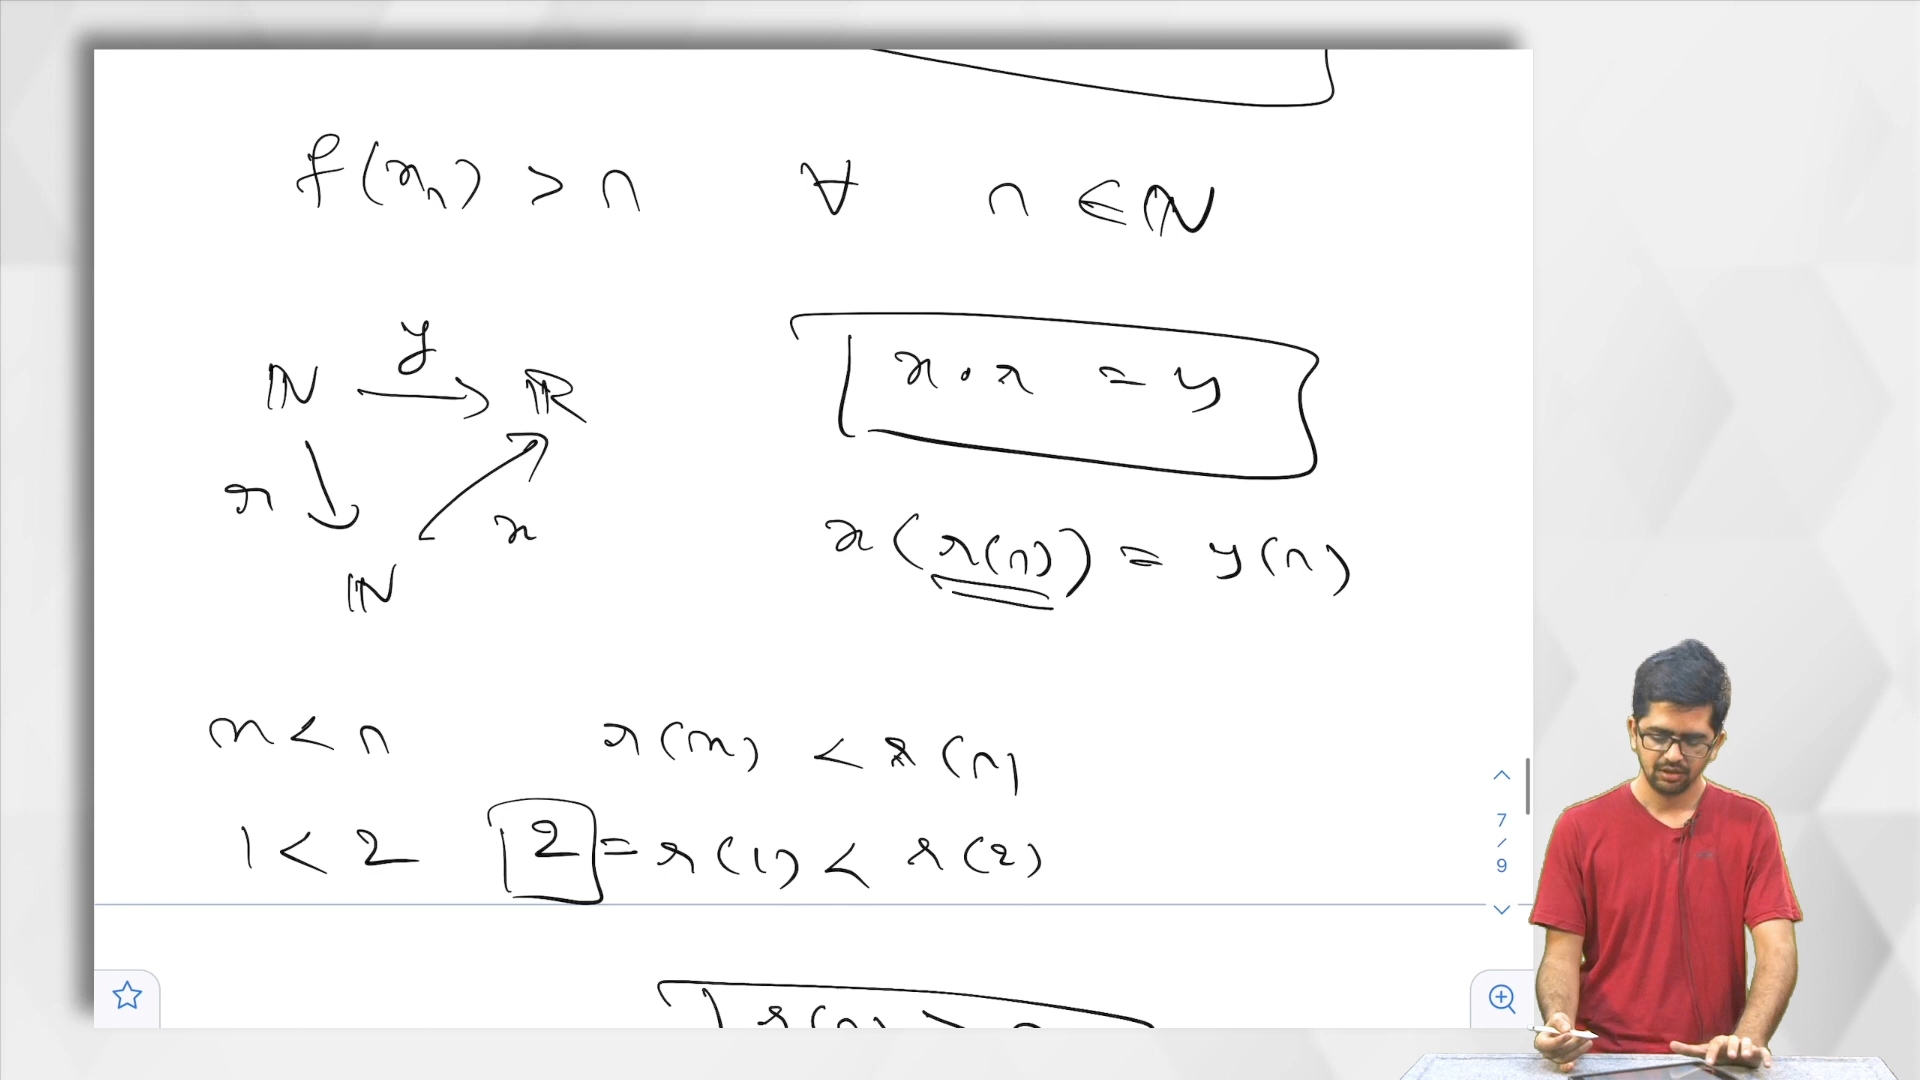 f(xₙ) > n ∀ n ∈ ℕ
y
ℕ → ℝ
x ∘ r = y
r x
x(r(n)) = y(n)
ℕ
m < n r(m) < r(n)
1 < 2 2 = r(1) < r(2)
7
/
9